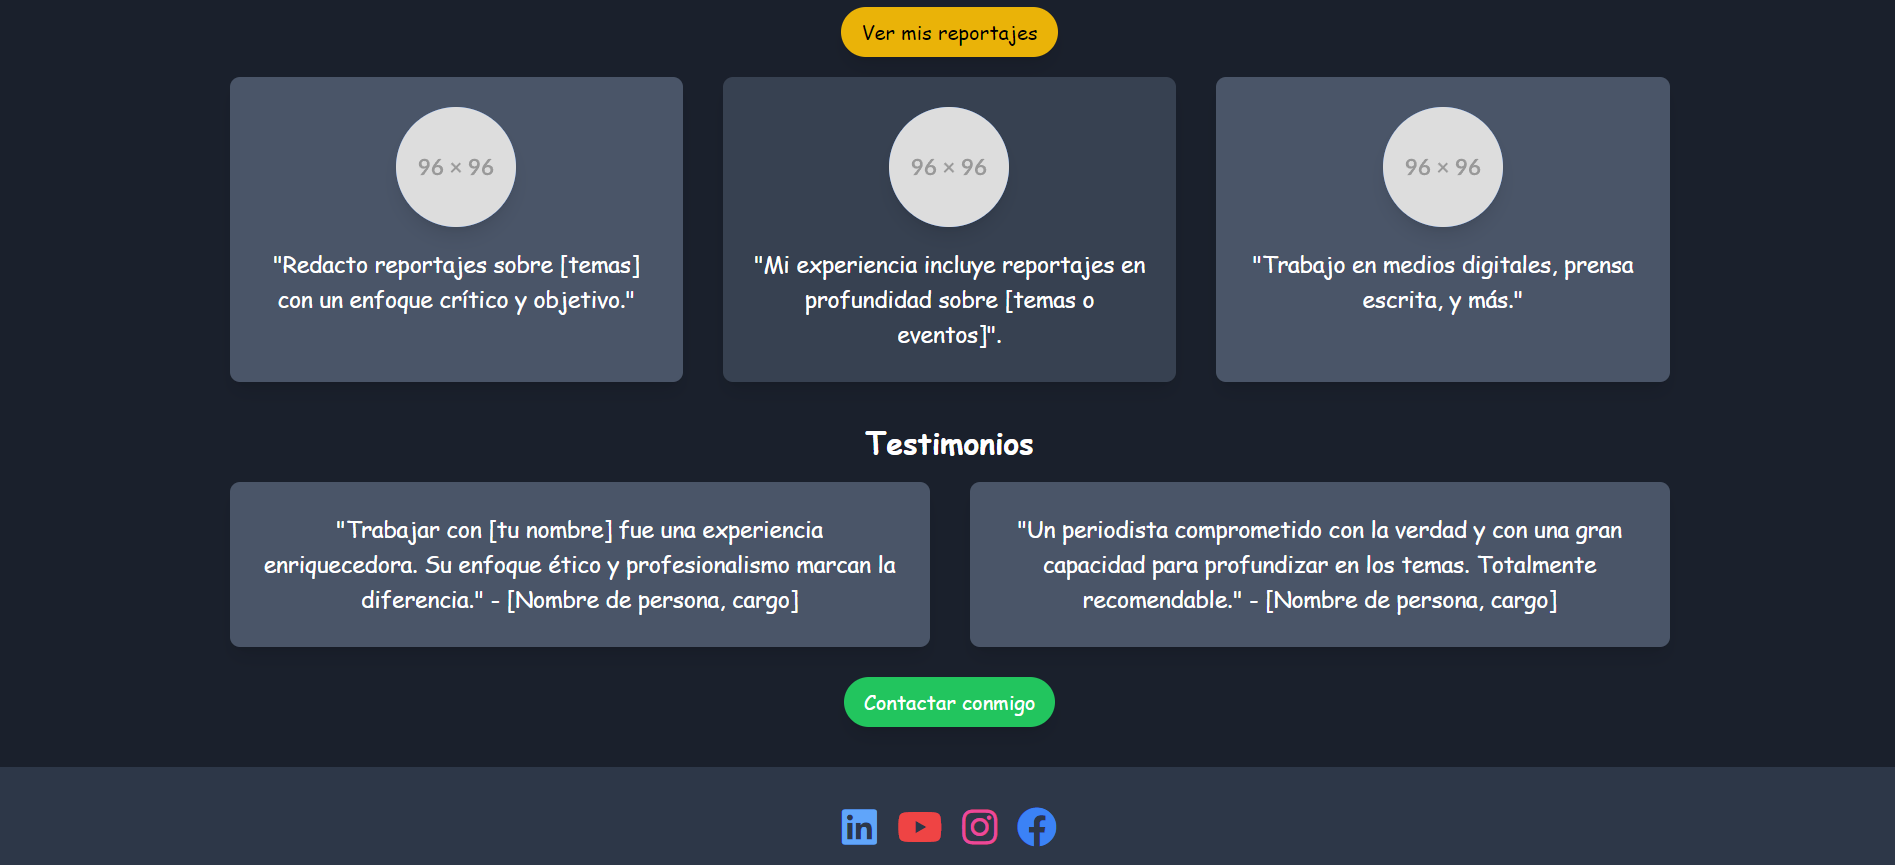 Ver mis reportajes
96 × 96
96 × 96
96 × 96
"Redacto reportajes sobre [temas]
con un enfoque crítico y objetivo."
"Mi experiencia incluye reportajes en
profundidad sobre [temas o
eventos]".
"Trabajo en medios digitales, prensa
escrita, y más."
Testimonios
"Trabajar con [tu nombre] fue una experiencia
enriquecedora. Su enfoque ético y profesionalismo marcan la
diferencia." - [Nombre de persona, cargo]
"Un periodista comprometido con la verdad y con una gran
capacidad para profundizar en los temas. Totalmente
recomendable." - [Nombre de persona, cargo]
Contactar conmigo